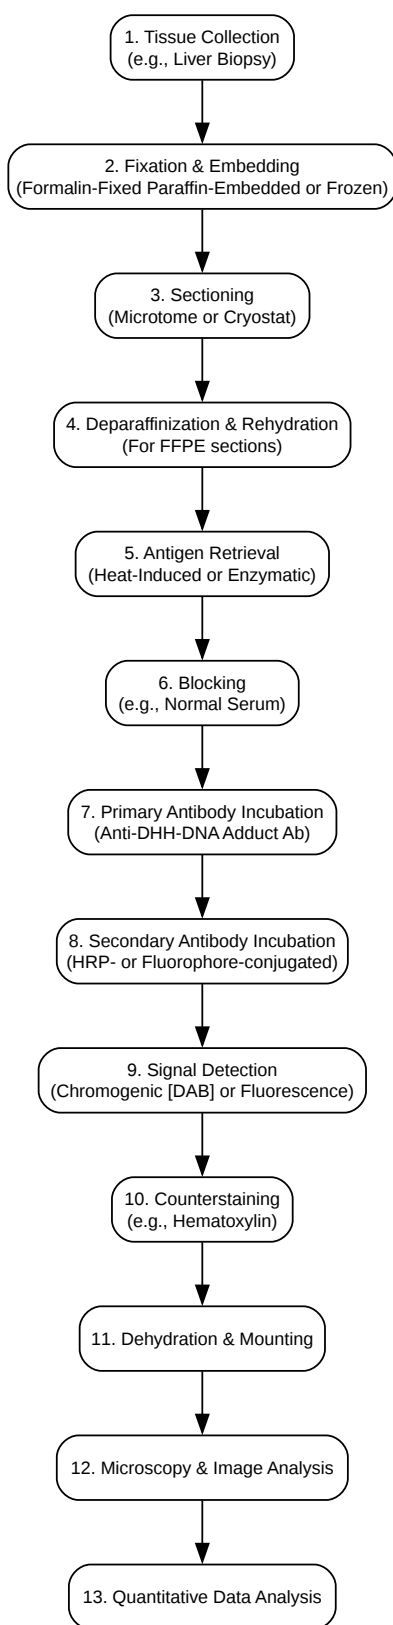 1. Tissue Collection
(e.g., Liver Biopsy)
2. Fixation & Embedding
(Formalin-Fixed Paraffin-Embedded or Frozen)
3. Sectioning
(Microtome or Cryostat)
4. Deparaffinization & Rehydration
(For FFPE sections)
5. Antigen Retrieval
(Heat-Induced or Enzymatic)
6. Blocking
(e.g., Normal Serum)
7. Primary Antibody Incubation
(Anti-DHH-DNA Adduct Ab)
8. Secondary Antibody Incubation
(HRP- or Fluorophore-conjugated)
9. Signal Detection
(Chromogenic [DAB] or Fluorescence)
10. Counterstaining
(e.g., Hematoxylin)
11. Dehydration & Mounting
12. Microscopy & Image Analysis
13. Quantitative Data Analysis